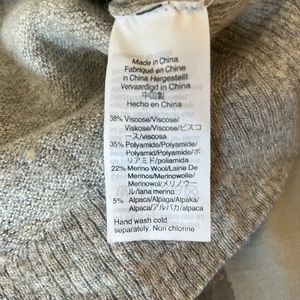 Made in China
Fabriqué en Chine
in China Hergestellt
Vervaardigd in China
中国製
Hecho en China
38% Viscose/Viscose/
Viskose/Viscose/ビスコ
ース/viscosa
35% Polyamide/Polyamide/
Polyamid/Polyamide/ポ
リアミド/poliamida
22% Merino Wool/Laine De
Merinos/Merinowolle/
Merinowol/メリノウー
ル/lana merino
5% Alpaca/Alpaga/Alpaka/
Alpaca/アルパカ/alpaca
Hand wash cold
separately. Non chlorine